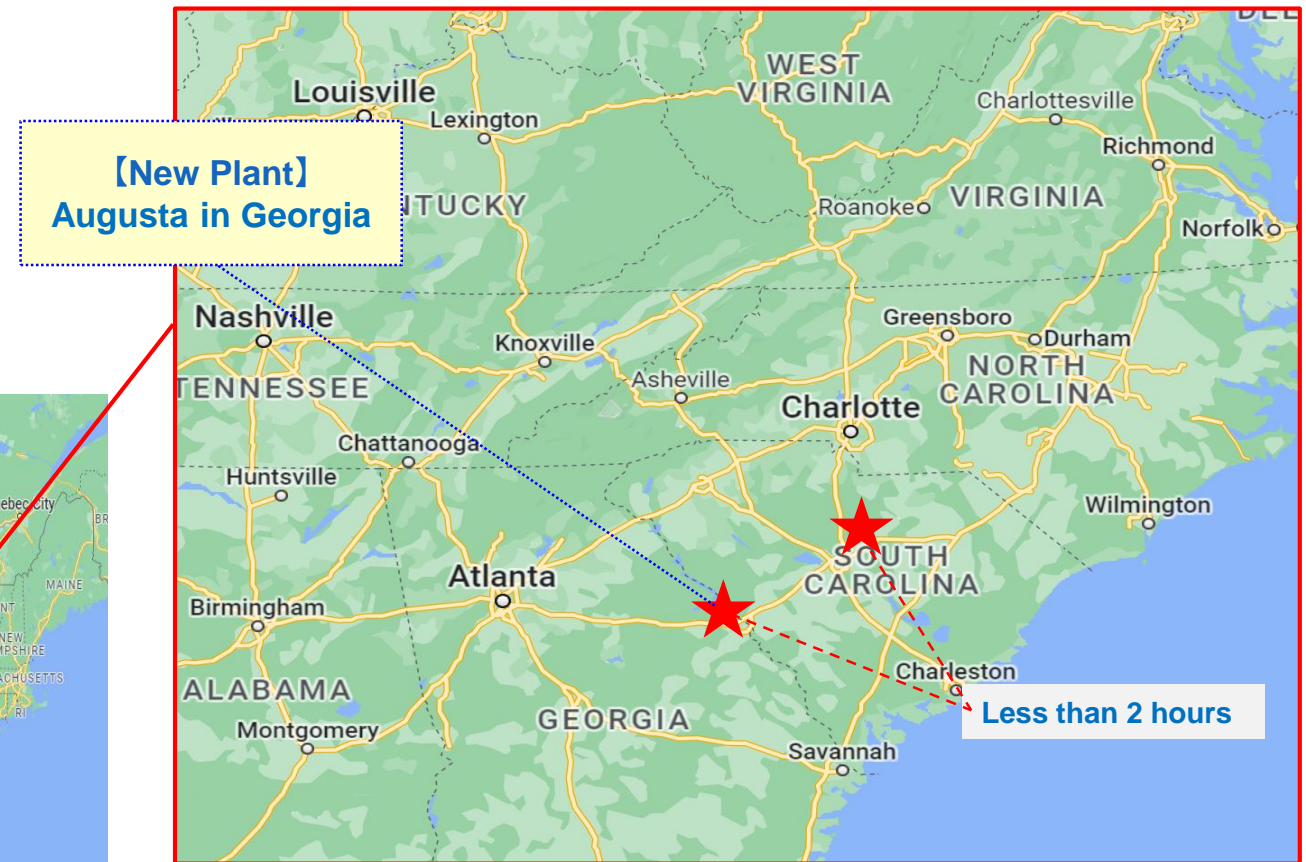 WEST
VIRGINIA
Louisville
Lexington
Charlottesville
Richmond
【New Plant】
Augusta in Georgia
Roanoke
VIRGINIA
Norfolk
Nashville
Greensboro
Knoxville
Durham
TENNESSEE
Asheville
NORTH
CAROLINA
Charlotte
Chattanooga
Huntsville
Wilmington
SOUTH
CAROLINA
Atlanta
Birmingham
MAINE
ALABAMA
Charleston
GEORGIA
Less than 2 hours
Montgomery
Savannah
RI